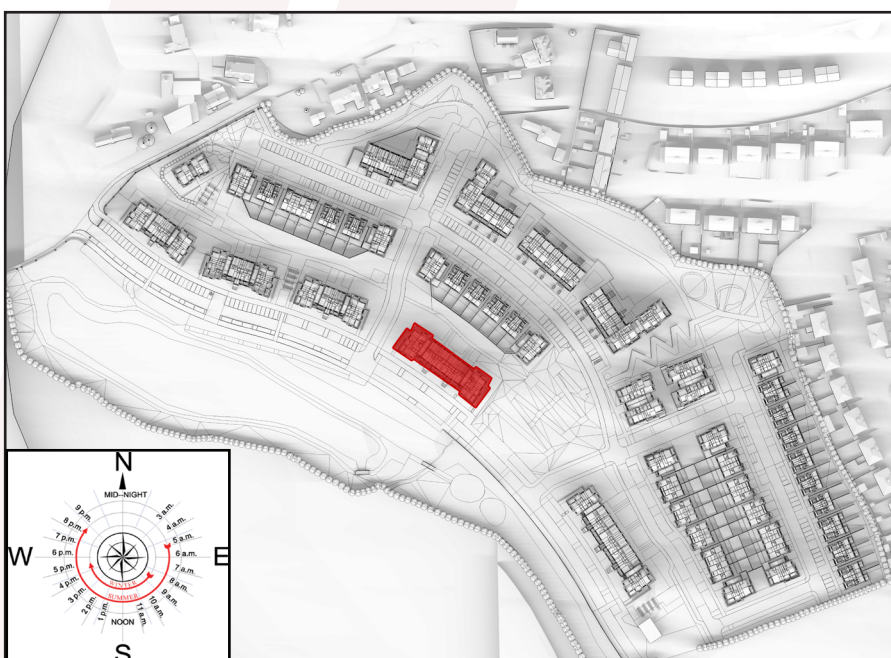 N
MID-NIGHT
9 p.m.
3 a.m.
8 p.m.
4 a.m.
7 p.m.
5 a.m.
W
6 p.m.
6 a.m.
E
5 p.m.
7 a.m.
4 p.m.
WINTER
8 a.m.
3 p.m.
SUMMER
9 a.m.
2 p.m.
10 a.m.
1 p.m.
11 a.m.
NOON
S